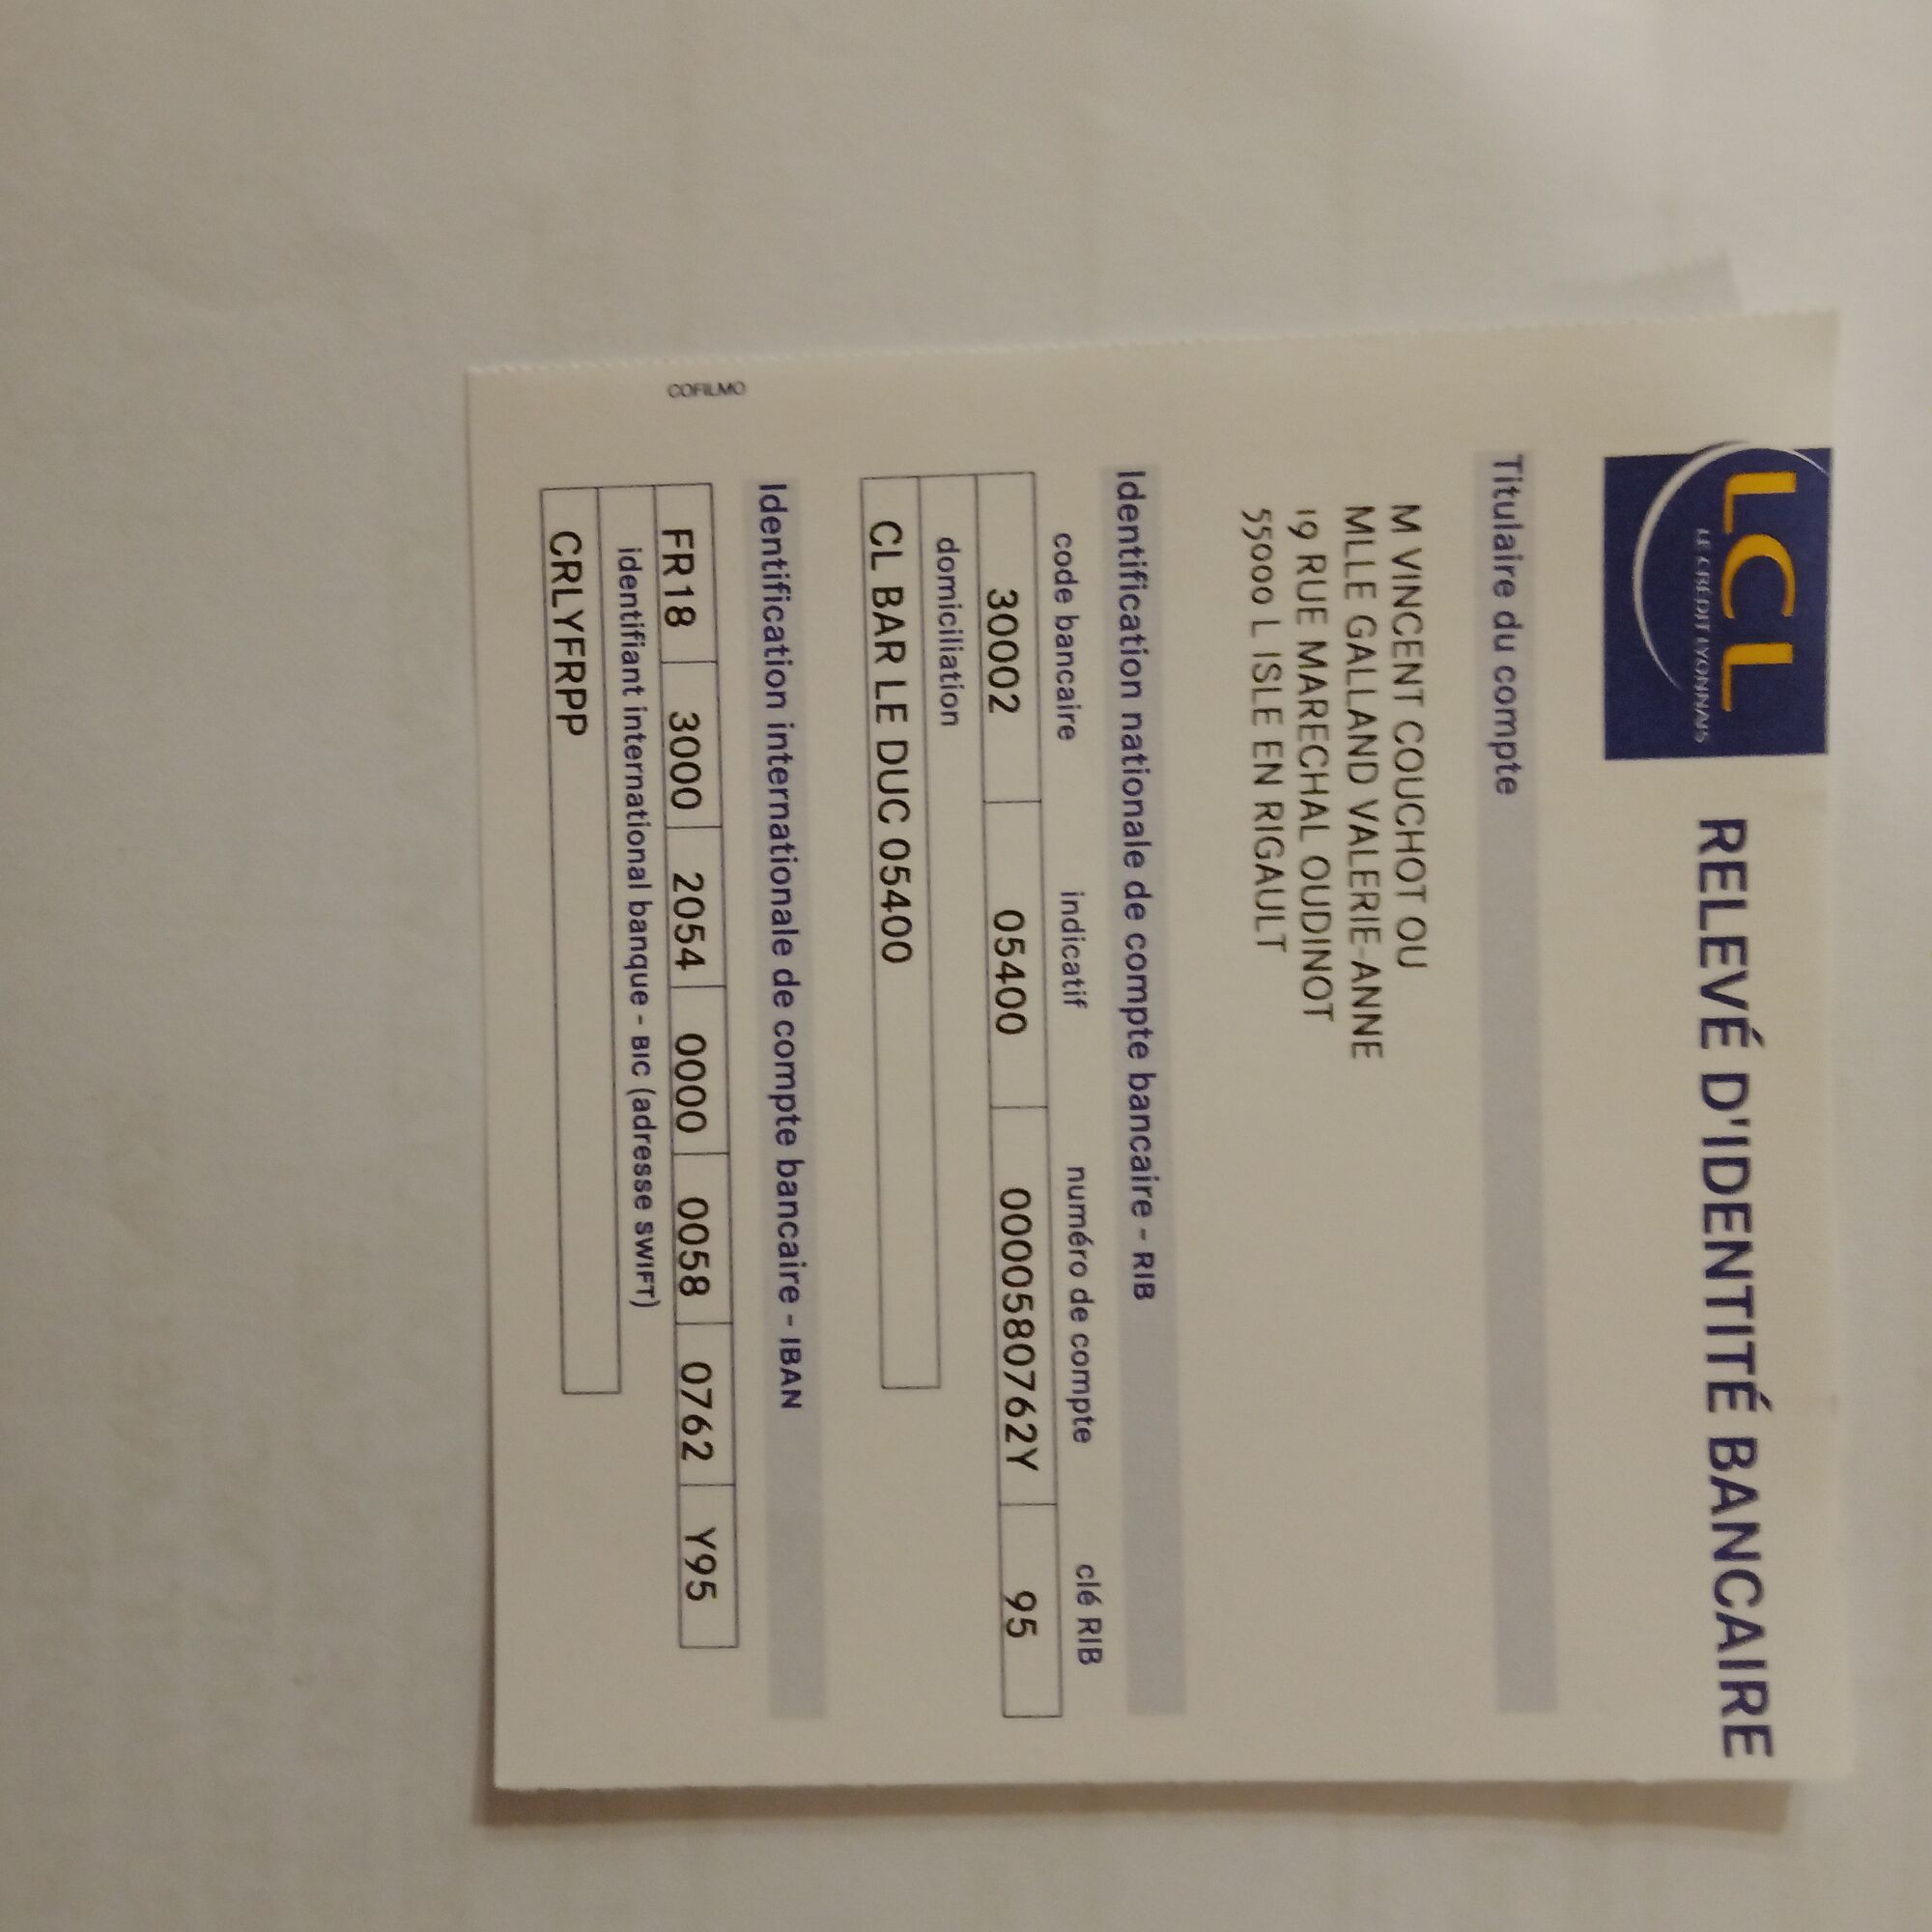 LCL
LE CRÉDIT LYONNAIS
RELEVÉ D'IDENTITÉ BANCAIRE
Titulaire du compte
M VINCENT COUCHOT OU
MLLE GALLAND VALERIE-ANNE
19 RUE MARECHAL OUDINOT
55000 L ISLE EN RIGAULT
Identification nationale de compte bancaire - RIB
code bancaire indicatif numéro de compte clé RIB
30002 05400 0000580762Y 95
domiciliation
CL BAR LE DUC 05400
Identification internationale de compte bancaire - IBAN
FR18 3000 2054 0000 0058 0762 Y95
identifiant international banque - BIC (adresse SWIFT)
CRLYFRPP
COFILMO